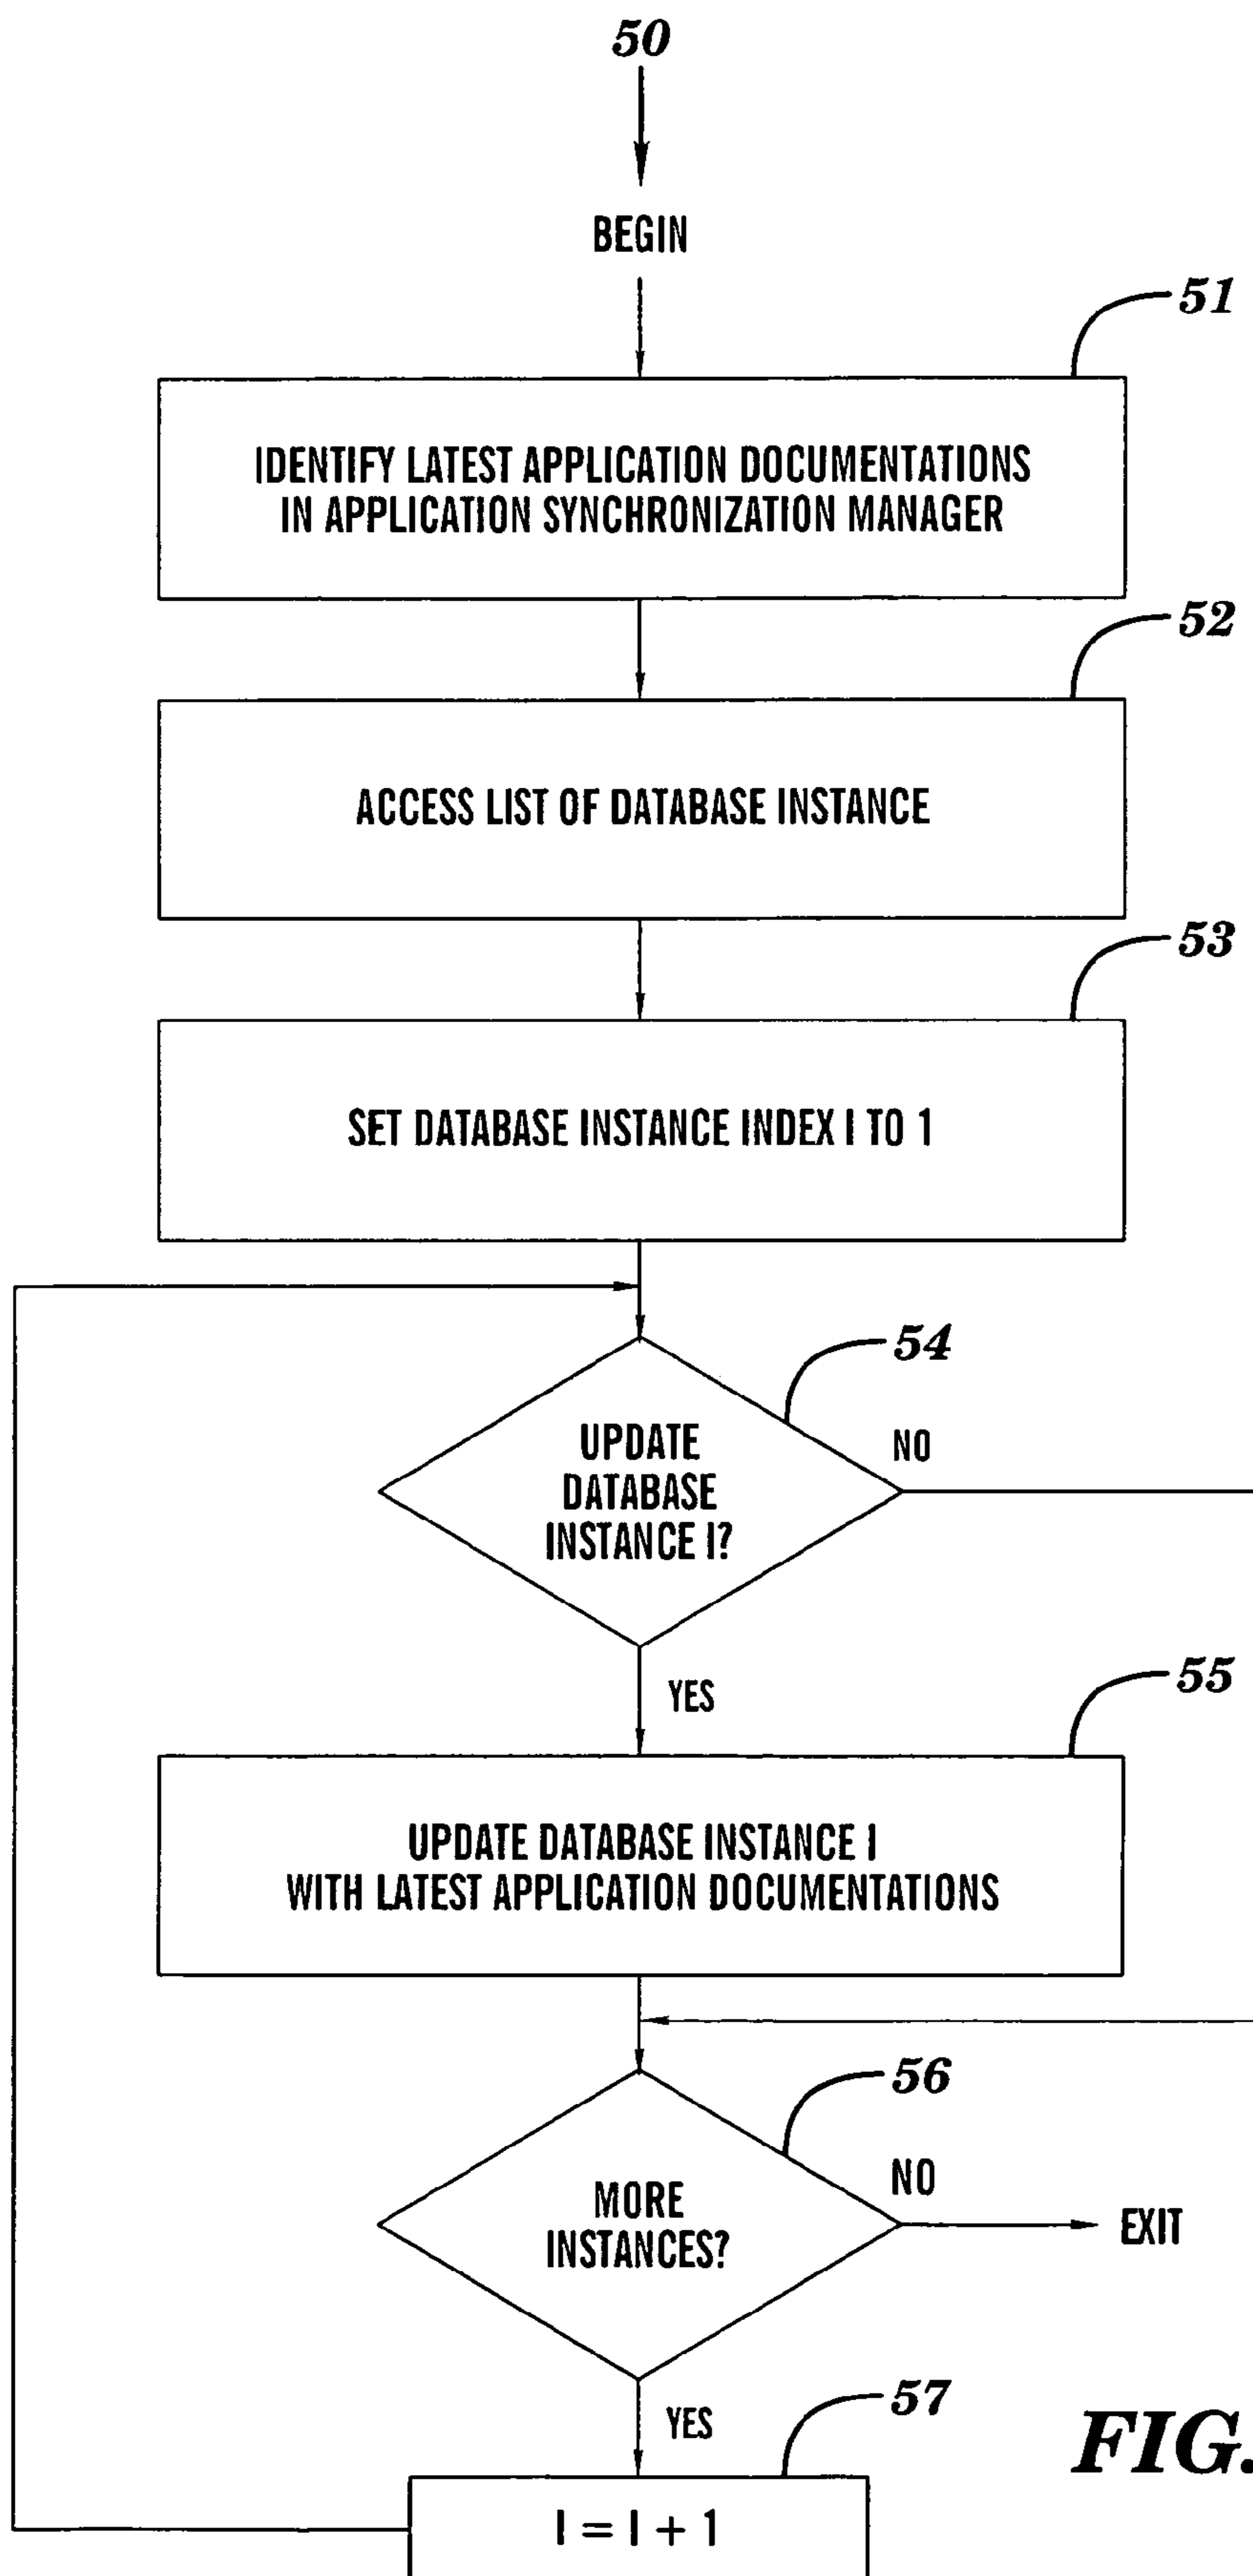 50
BEGIN
51
IDENTIFY LATEST APPLICATION DOCUMENTATIONS
IN APPLICATION SYNCHRONIZATION MANAGER
52
ACCESS LIST OF DATABASE INSTANCE
53
SET DATABASE INSTANCE INDEX I TO 1
54
NO
UPDATE
DATABASE
INSTANCE I?
YES
55
UPDATE DATABASE INSTANCE I
WITH LATEST APPLICATION DOCUMENTATIONS
56
NO
MORE
INSTANCES?
EXIT
YES
57
FIG.
I = I + 1